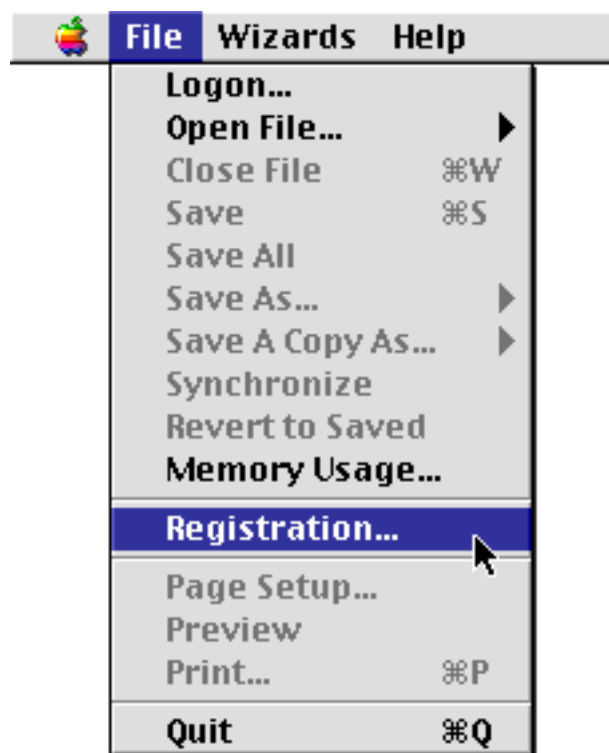 File Wizards Help
Logon...
Open File...
Close File ⌘W
Save ⌘S
Save All
Save As...
Save A Copy As...
Synchronize
Revert to Saved
Memory Usage...
Registration...
Page Setup...
Preview
Print... ⌘P
Quit ⌘Q